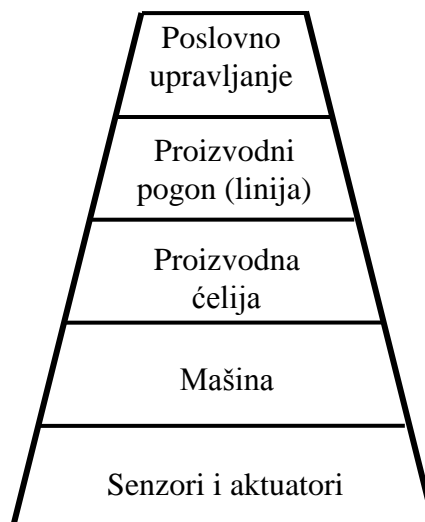 Poslovno
upravljanje
Proizvodni
pogon (linija)
Proizvodna
ćelija
Mašina
Senzori i aktuatori